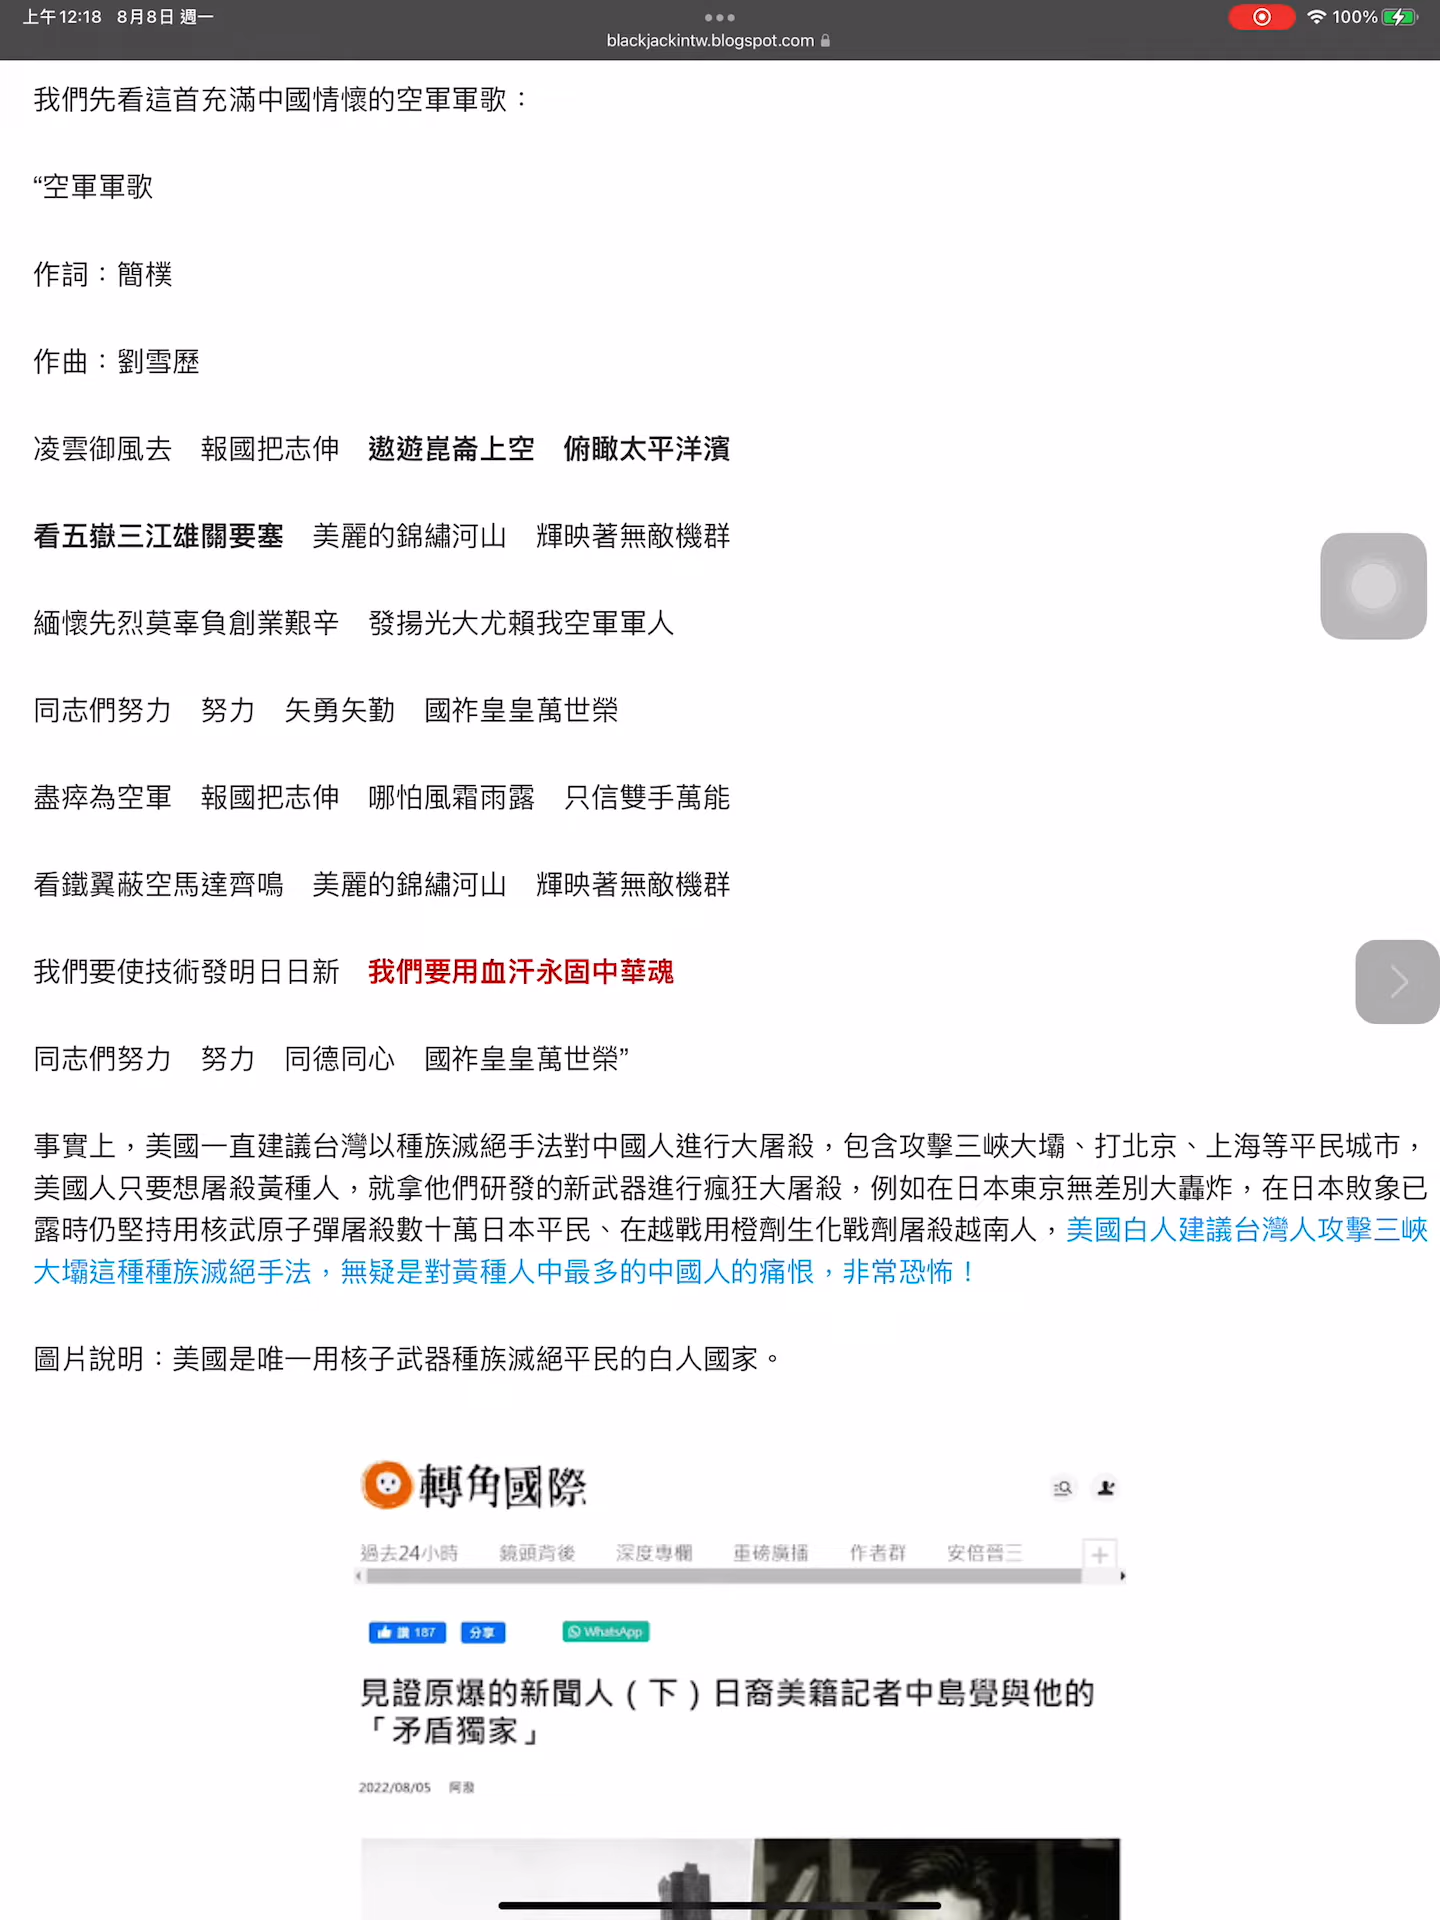 上午12:18 8月8日 週一
100%
blackjackintw.blogspot.com
我們先看這首充滿中國情懷的空軍軍歌：
“空軍軍歌
作詞：簡樸
作曲：劉雪歷
凌雲御風去　報國把志伸　遨遊崑崙上空　俯瞰太平洋濱
看五嶽三江雄關要塞　美麗的錦繡河山　輝映著無敵機群
緬懷先烈莫辜負創業艱辛　發揚光大尤賴我空軍軍人
同志們努力　努力　矢勇矢勤　國祚皇皇萬世榮
盡瘁為空軍　報國把志伸　哪怕風霜雨露　只信雙手萬能
看鐵翼蔽空馬達齊鳴　美麗的錦繡河山　輝映著無敵機群
我們要使技術發明日日新　我們要用血汗永固中華魂
同志們努力　努力　同德同心　國祚皇皇萬世榮”
事實上，美國一直建議台灣以種族滅絕手法對中國人進行大屠殺，包含攻擊三峽大壩、打北京、上海等平民城市，
美國人只要想屠殺黃種人，就拿他們研發的新武器進行瘋狂大屠殺，例如在日本東京無差別大轟炸，在日本敗象已
露時仍堅持用核武原子彈屠殺數十萬日本平民、在越戰用橙劑生化戰劑屠殺越南人，美國白人建議台灣人攻擊三峽
大壩這種種族滅絕手法，無疑是對黃種人中最多的中國人的痛恨，非常恐怖！
圖片說明：美國是唯一用核子武器種族滅絕平民的白人國家。
轉角國際
過去24小時 鏡頭背後 深度專欄 重磅廣播 作者群 安倍晉三
讚 187 分享 WhatsApp
見證原爆的新聞人（下）日裔美籍記者中島覺與他的
「矛盾獨家」
2022/08/05 阿潑